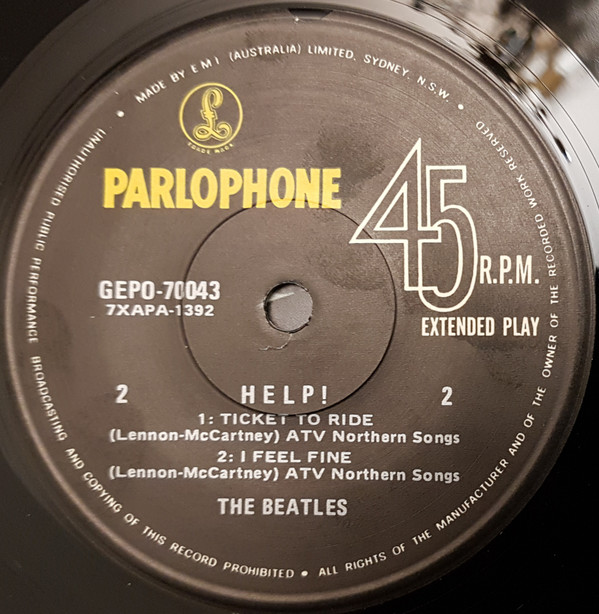 MADE BY E M I (AUSTRALIA) LIMITED, SYDNEY, N.S.W. •
UNAUTHORISED PUBLIC PERFORMANCE BROADCASTING AND COPYING OF THIS RECORD PROHIBITED • ALL RIGHTS OF THE MANUFACTURER AND OF THE OWNER OF THE RECORDED WORK RESERVED •
£
TRADE MARK
PARLOPHONE
45
R.P.M.
EXTENDED PLAY
GEPO-70043
7XAPA-1392
2 HELP! 2
1: TICKET TO RIDE
(Lennon-McCartney) ATV Northern Songs
2: I FEEL FINE
(Lennon-McCartney) ATV Northern Songs
THE BEATLES